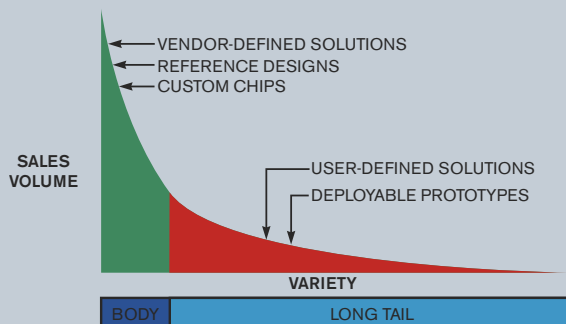 VENDOR-DEFINED SOLUTIONS
REFERENCE DESIGNS
CUSTOM CHIPS
SALES
VOLUME
USER-DEFINED SOLUTIONS
DEPLOYABLE PROTOTYPES
VARIETY
BODY
LONG TAIL